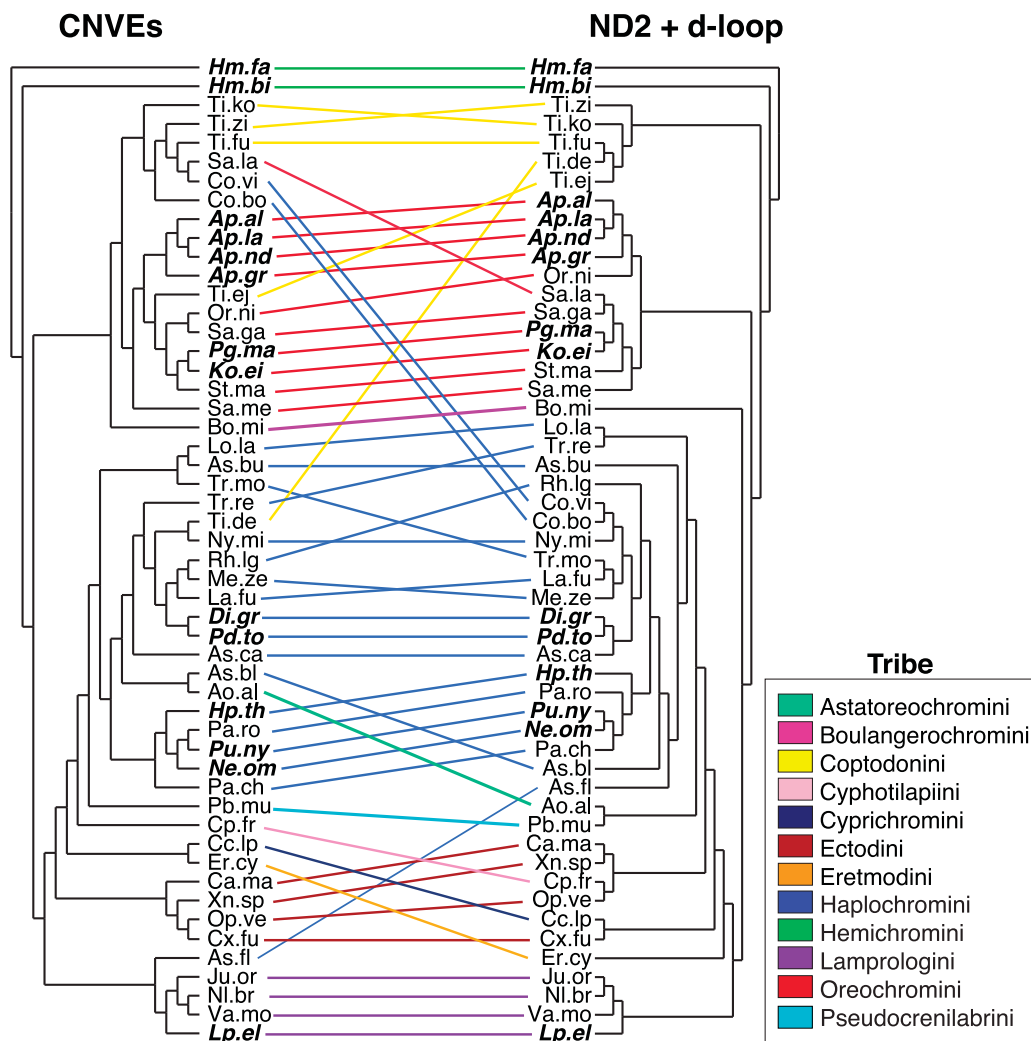 CNVEs ND2 + d-loop
Hm.fa Hm.fa
Hm.bi Hm.bi
Ti.ko Ti.zi
Ti.zi Ti.ko
Ti.fu Ti.fu
Sa.la Ti.de
Co.vi Ti.ej
Co.bo Ap.al
Ap.al Ap.la
Ap.la Ap.nd
Ap.nd Ap.gr
Ap.gr Or.ni
Ti.ej Sa.la
Or.ni Sa.ga
Sa.ga Pg.ma
Pg.ma Ko.ei
Ko.ei St.ma
St.ma Sa.me
Sa.me Bo.mi
Bo.mi Lo.la
Lo.la Tr.re
As.bu As.bu
Tr.mo Rh.lg
Tr.re Co.vi
Ti.de Co.bo
Ny.mi Ny.mi
Rh.lg Tr.mo
Me.ze La.fu
La.fu Me.ze
Di.gr Di.gr
Pd.to Pd.to
As.ca As.ca
As.bl Hp.th
Ao.al Pa.ro
Hp.th Pu.ny
Pa.ro Ne.om
Pu.ny Pa.ch
Ne.om As.bl
Pa.ch As.fl
Pb.mu Ao.al
Cp.fr Pb.mu
Cc.lp Ca.ma
Er.cy Xn.sp
Ca.ma Cp.fr
Xn.sp Op.ve
Op.ve Cc.lp
Cx.fu Cx.fu
As.fl Er.cy
Ju.or Ju.or
Nl.br Nl.br
Va.mo Va.mo
Lp.el Lp.el
Tribe
Astatoreochromini
Boulangerochromini
Coptodonini
Cyphotilapiini
Cyprichromini
Ectodini
Eretmodini
Haplochromini
Hemichromini
Lamprologini
Oreochromini
Pseudocrenilabrini